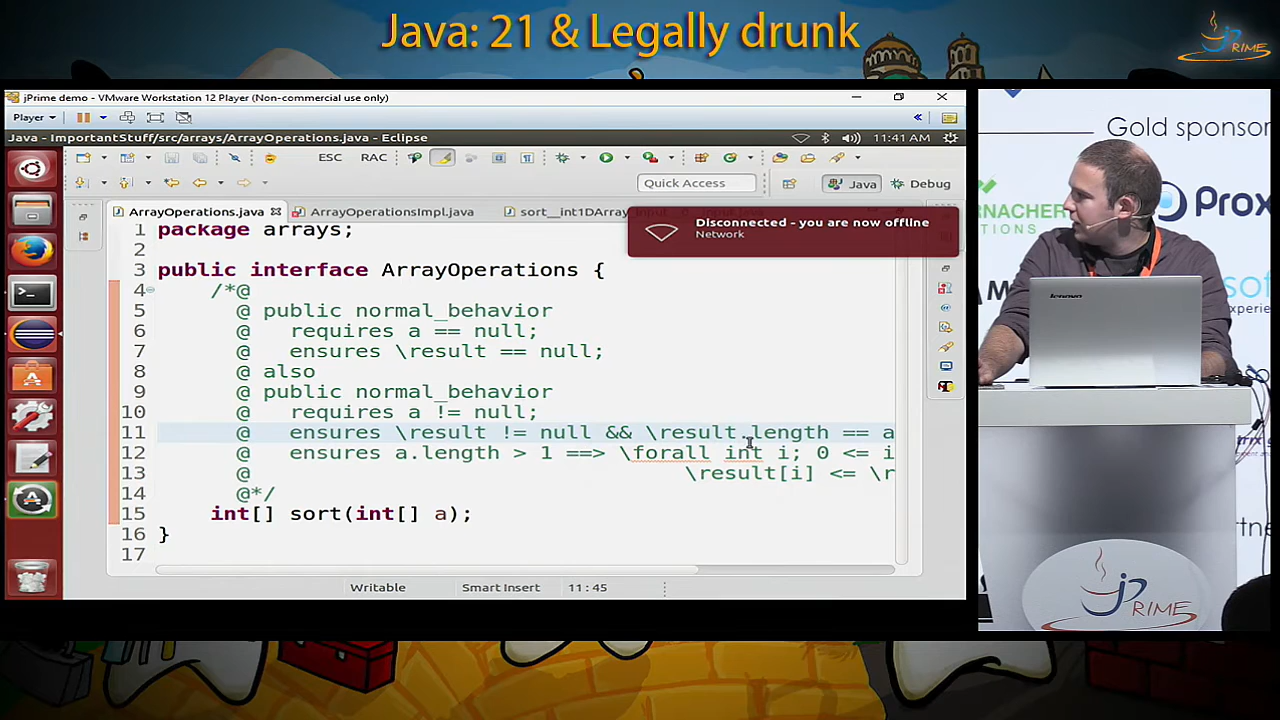 Java: 21 & Legally drunk
JPRIME
jPrime demo - VMware Workstation 12 Player (Non-commercial use only)
Player
Java - ImportantStuff/src/arrays/ArrayOperations.java - Eclipse
11:41 AM
ESC RAC
Quick Access
Java
Debug
ArrayOperations.java
ArrayOperationsImpl.java
Disconnected - you are now offline
Network
1 package arrays;
2
3 public interface ArrayOperations {
4 /*@
5 @ public normal_behavior
6 @ requires a == null;
7 @ ensures \result == null;
8 @ also
9 @ public normal_behavior
10 @ requires a != null;
11 @ ensures \result != null && \result.length == a
12 @ ensures a.length > 1 ==> \forall int i; 0 <= i
13 @ \result[i] <= \r
14 @*/
15 int[] sort(int[] a);
16 }
17
Writable
Smart Insert
11:45
Gold sponsor
Prox
lenovo
JPRIME